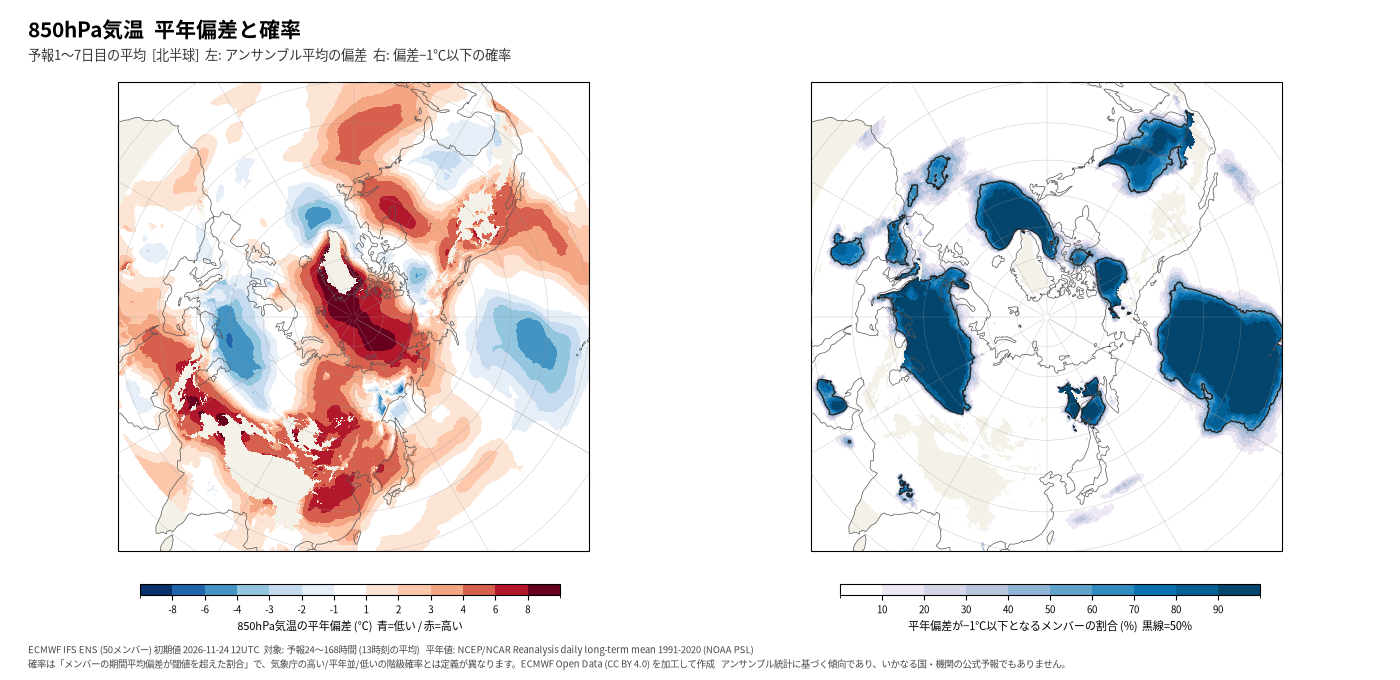 850hPa気温 平年偏差と確率
予報1〜7日目の平均 [北半球] 左: アンサンブル平均の偏差 右: 偏差−1℃以下の確率
-8 -6 -4 -3 -2 -1 1 2 3 4 6 8
850hPa気温の平年偏差 (℃) 青=低い / 赤=高い
10 20 30 40 50 60 70 80 90
平年偏差が−1℃以下となるメンバーの割合 (%) 黒線=50%
ECMWF IFS ENS (50メンバー) 初期値 2026-11-24 12UTC 対象: 予報24〜168時間 (13時刻の平均) 平年値: NCEP/NCAR Reanalysis daily long-term mean 1991-2020 (NOAA PSL)
確率は「メンバーの期間平均偏差が閾値を超えた割合」で、気象庁の高い/平年並/低いの階級確率とは定義が異なります。ECMWF Open Data (CC BY 4.0) を加工して作成 アンサンブル統計に基づく傾向であり、いかなる国・機関の公式予報でもありません。